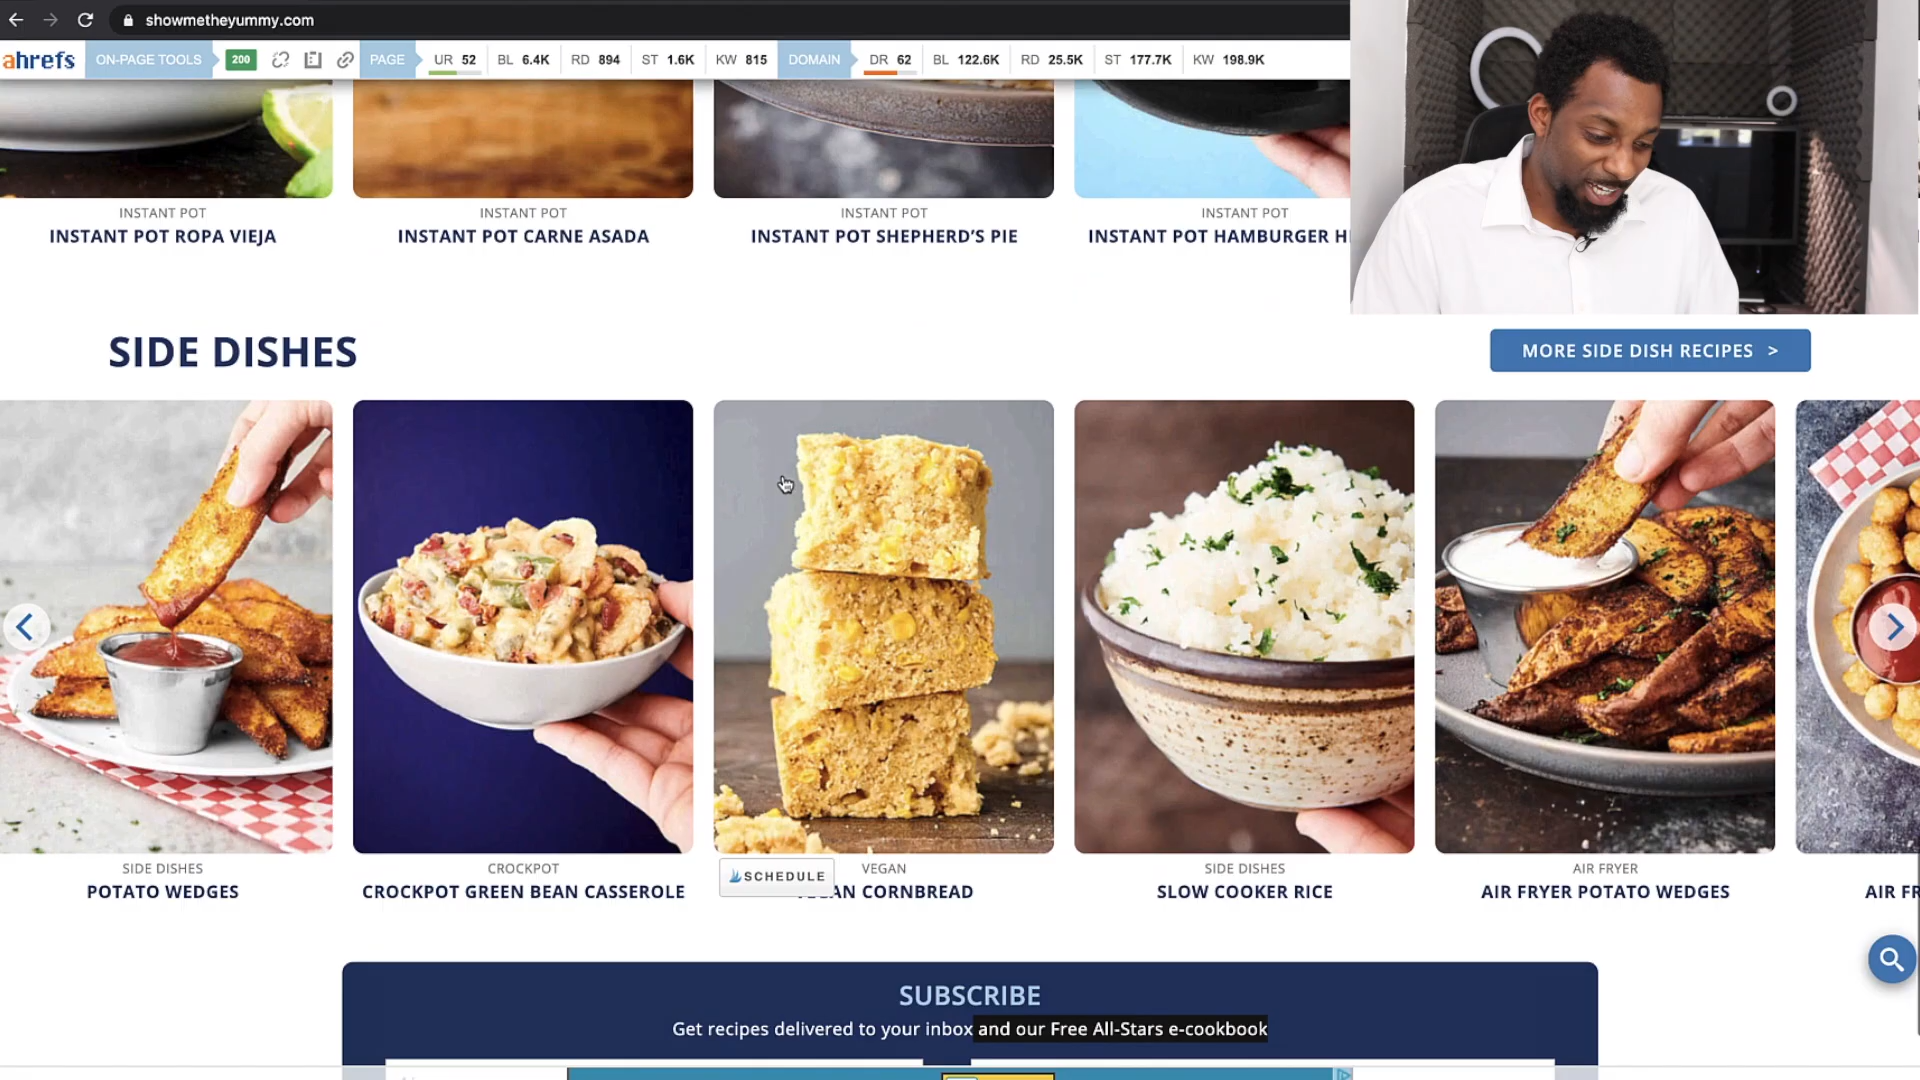 showmetheyummy.com
ahrefs ON-PAGE TOOLS 200 PAGE UR 52 BL 6.4K RD 894 ST 1.6K KW 815 DOMAIN DR 62 BL 122.6K RD 25.5K ST 177.7K KW 198.9K
INSTANT POT
INSTANT POT ROPA VIEJA
INSTANT POT
INSTANT POT CARNE ASADA
INSTANT POT
INSTANT POT SHEPHERD'S PIE
INSTANT POT
INSTANT POT HAMBURGER H
SIDE DISHES
MORE SIDE DISH RECIPES >
SIDE DISHES
POTATO WEDGES
CROCKPOT
CROCKPOT GREEN BEAN CASSEROLE
SCHEDULE
VEGAN
AN CORNBREAD
SIDE DISHES
SLOW COOKER RICE
AIR FRYER
AIR FRYER POTATO WEDGES
AIR FR
SUBSCRIBE
Get recipes delivered to your inbox and our Free All-Stars e-cookbook